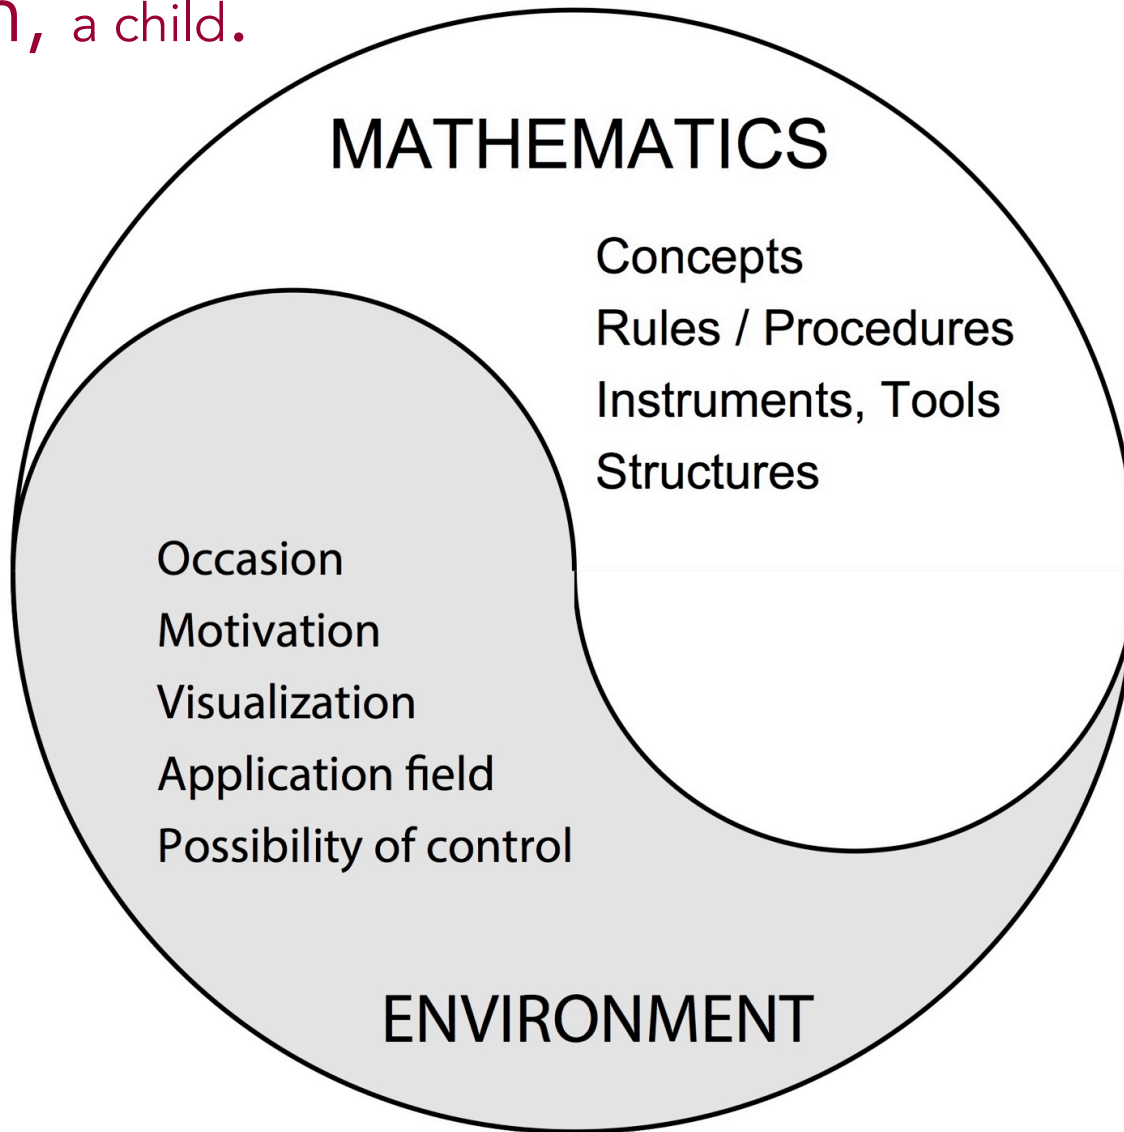 , a child.
MATHEMATICS
Concepts
Rules / Procedures
Instruments, Tools
Structures
Occasion
Motivation
Visualization
Application field
Possibility of control
ENVIRONMENT